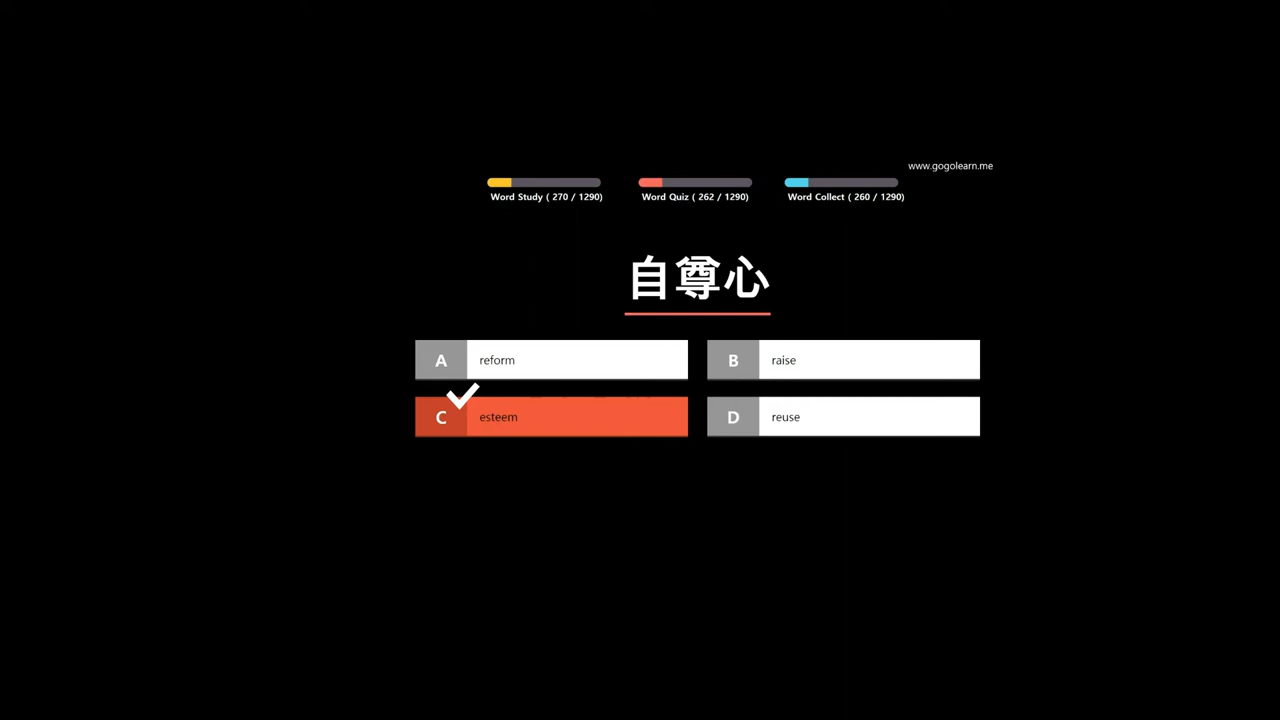 www.gogolearn.me
Word Study ( 270 / 1290)
Word Quiz ( 262 / 1290)
Word Collect ( 260 / 1290)
自尊心
A reform
B raise
C esteem
D reuse